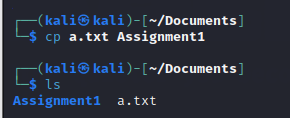 ┌──(kali㉿kali)-[~/Documents]
└─$ cp a.txt Assignment1
┌──(kali㉿kali)-[~/Documents]
└─$ ls
Assignment1  a.txt